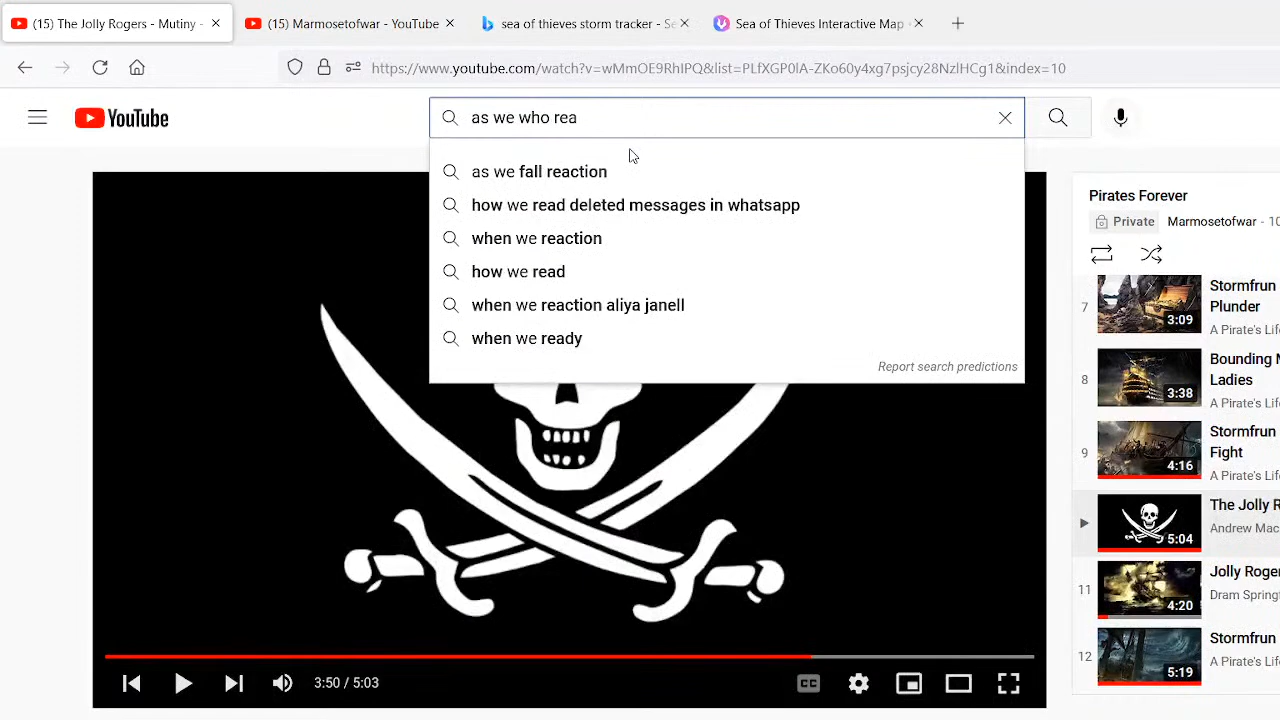 (15) The Jolly Rogers - Mutiny -
(15) Marmosetofwar - YouTube
sea of thieves storm tracker - Se
Sea of Thieves Interactive Map
https://www.youtube.com/watch?v=wMmOE9RhIPQ&list=PLfXGP0lA-ZKo60y4xg7psjcy28NzlHCg1&index=10
YouTube
as we who rea
as we fall reaction
how we read deleted messages in whatsapp
when we reaction
how we read
when we reaction aliya janell
when we ready
Report search predictions
Pirates Forever
Private Marmosetofwar - 10
7
3:09
Stormfrun
Plunder
A Pirate's Life
8
3:38
Bounding M
Ladies
A Pirate's Life
9
4:16
Stormfrun
Fight
A Pirate's Life
5:04
The Jolly R
Andrew Mac
11
4:20
Jolly Roger
Dram Spring
12
5:19
Stormfrun
A Pirate's Life
3:50 / 5:03
CC